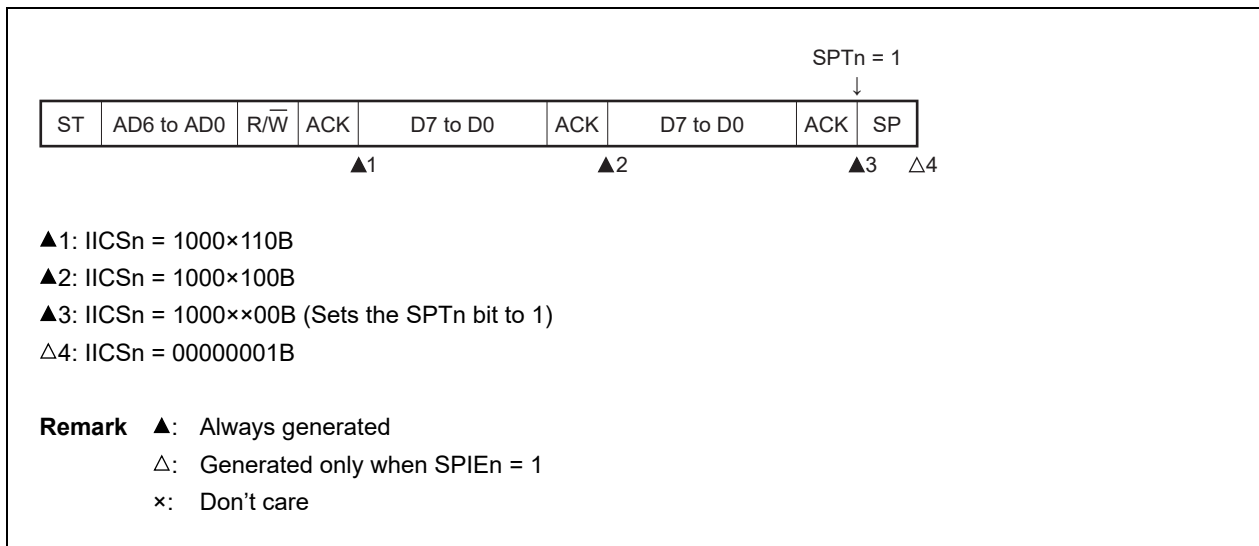 SPTn = 1
↓
ST AD6 to AD0 R/W̅ ACK D7 to D0 ACK D7 to D0 ACK SP
▲1 ▲2 ▲3 △4
▲1: IICSn = 1000×110B
▲2: IICSn = 1000×100B
▲3: IICSn = 1000××00B (Sets the SPTn bit to 1)
△4: IICSn = 00000001B
Remark ▲: Always generated
△: Generated only when SPIEn = 1
×: Don't care